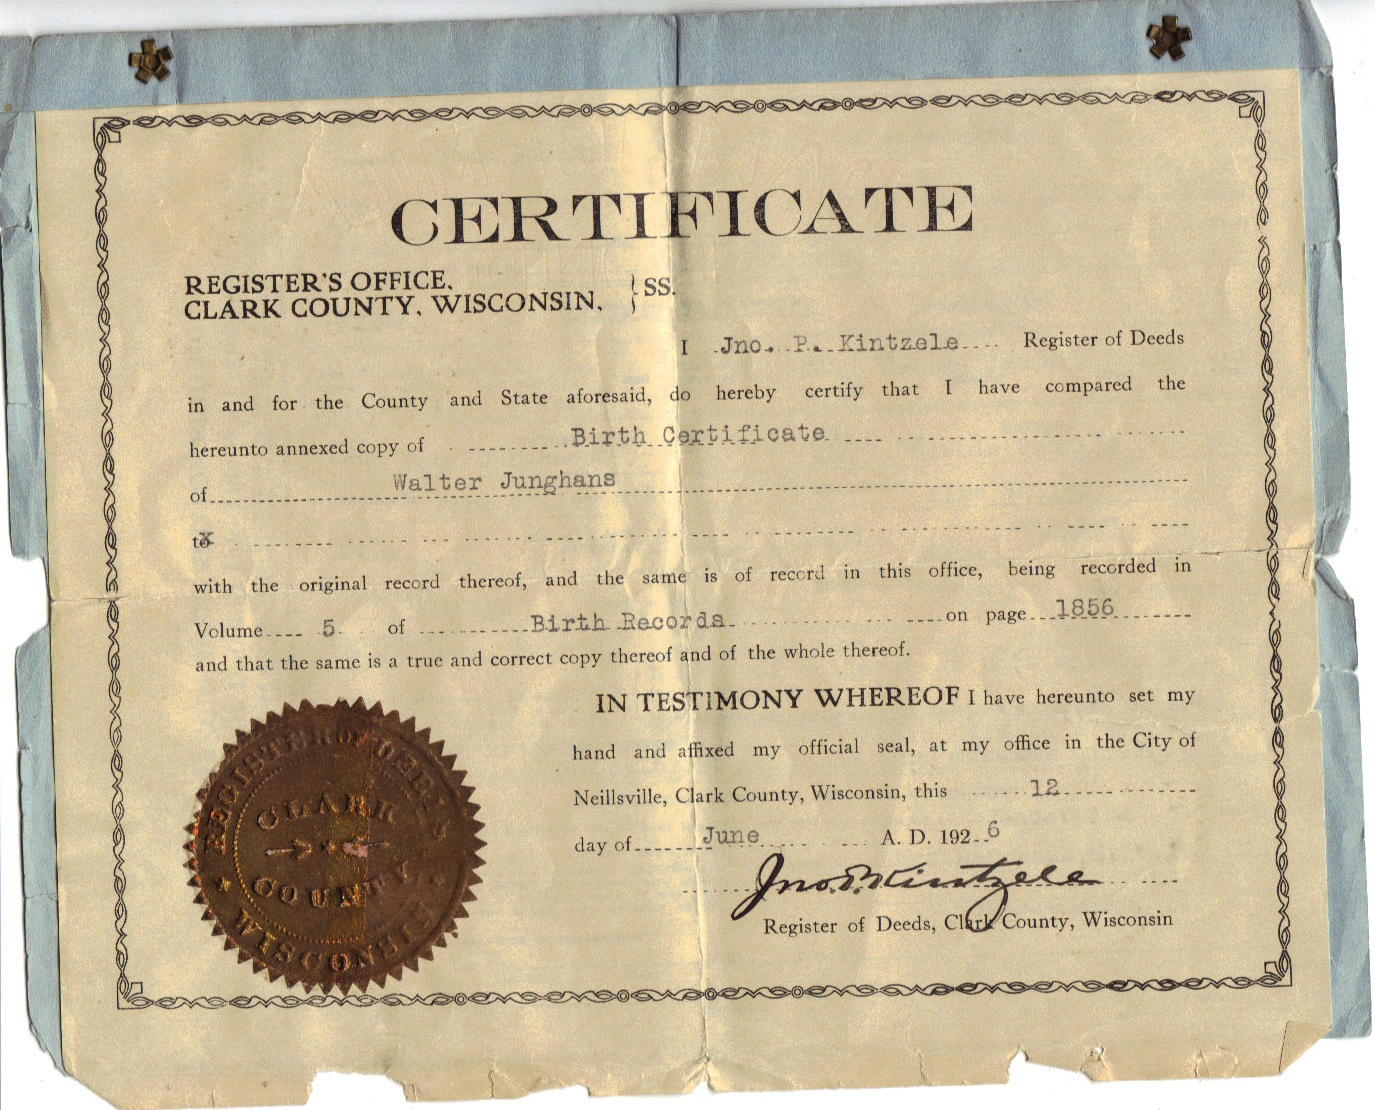 CERTIFICATE
REGISTER'S OFFICE,
CLARK COUNTY, WISCONSIN, } SS.
I Jno. P. Kintzele Register of Deeds
in and for the County and State aforesaid, do hereby certify that I have compared the
hereunto annexed copy of Birth Certificate
of Walter Junghans
to
with the original record thereof, and the same is of record in this office, being recorded in
Volume 5 of Birth Records on page 1856
and that the same is a true and correct copy thereof and of the whole thereof.
IN TESTIMONY WHEREOF I have hereunto set my
hand and affixed my official seal, at my office in the City of
Neillsville, Clark County, Wisconsin, this 12
day of June A. D. 1926
Jno. P. Kintzele
Register of Deeds, Clark County, Wisconsin
REGISTER OF DEEDS
CLARK
COUNTY
WISCONSIN